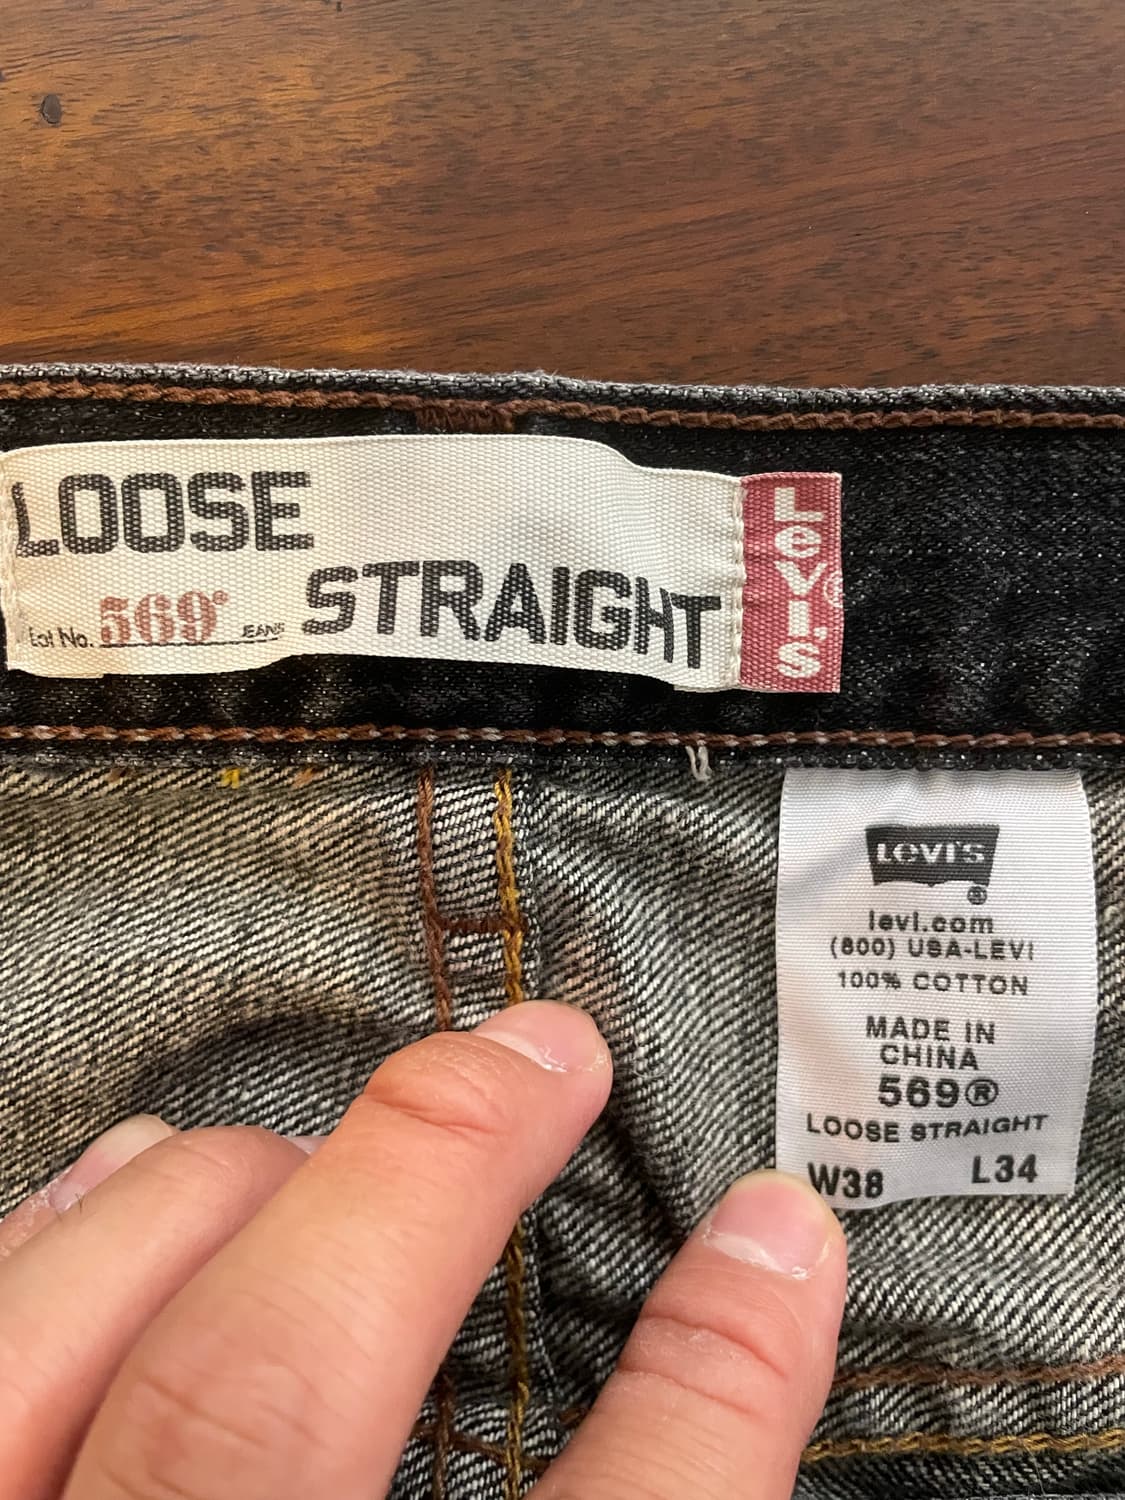 LOOSE
STRAIGHT
Lot No. 569® JEANS
Levi's®
Levi's
®
levi.com
(800) USA-LEVI
100% COTTON
MADE IN
CHINA
569®
LOOSE STRAIGHT
W38 L34